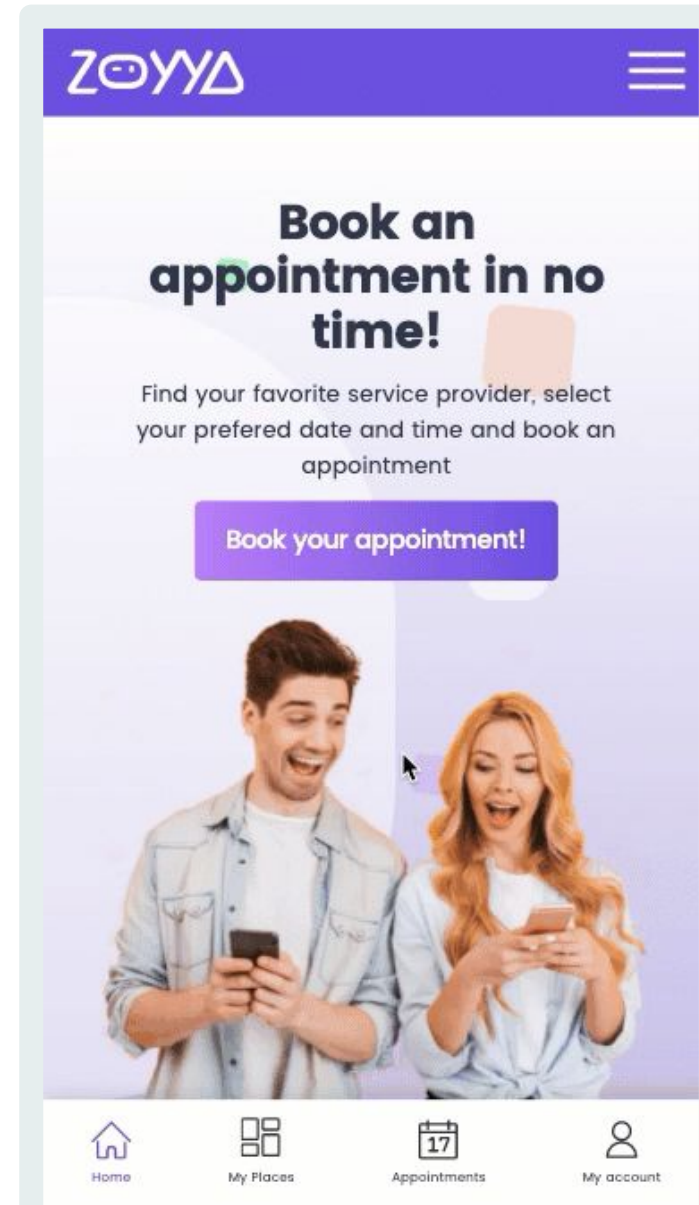 ZOYYA
Book an
appointment in no
time!
Find your favorite service provider, select
your prefered date and time and book an
appointment
Book your appointment!
17
Home
My Places
Appointments
My account